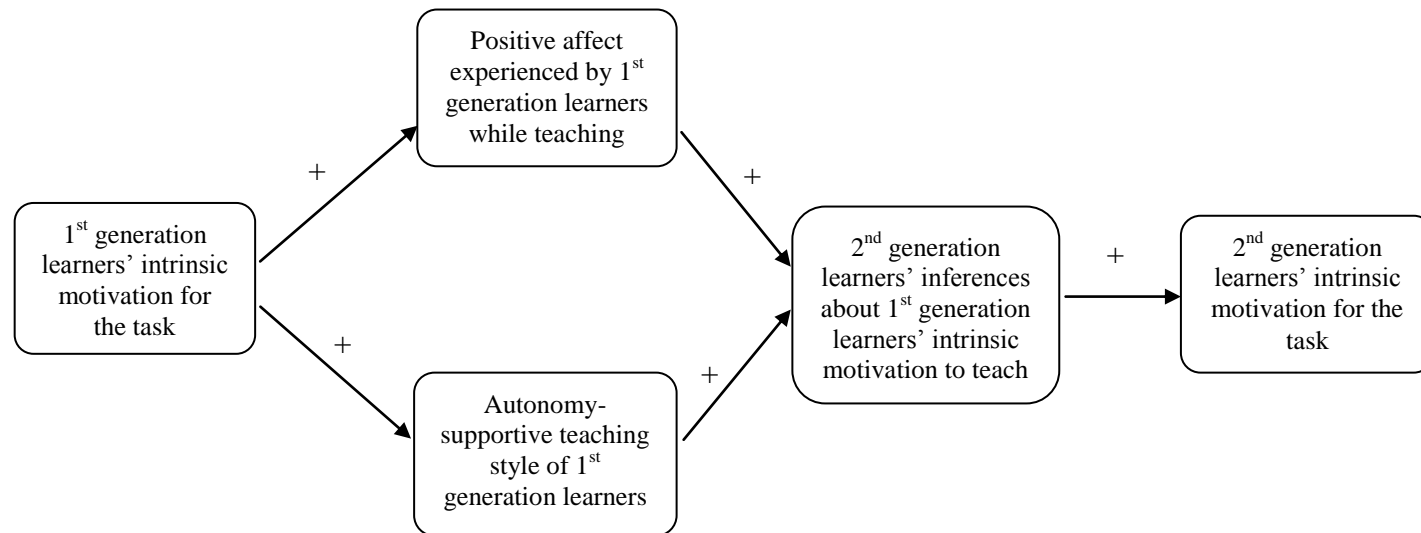 Positive affect
experienced by 1st
generation learners
while teaching
+
+
1st generation
learners’ intrinsic
motivation for
the task
2nd generation
learners’ inferences
about 1st generation
learners’ intrinsic
motivation to teach
+
2nd generation
learners’ intrinsic
motivation for the
task
+
+
Autonomy-
supportive teaching
style of 1st
generation learners